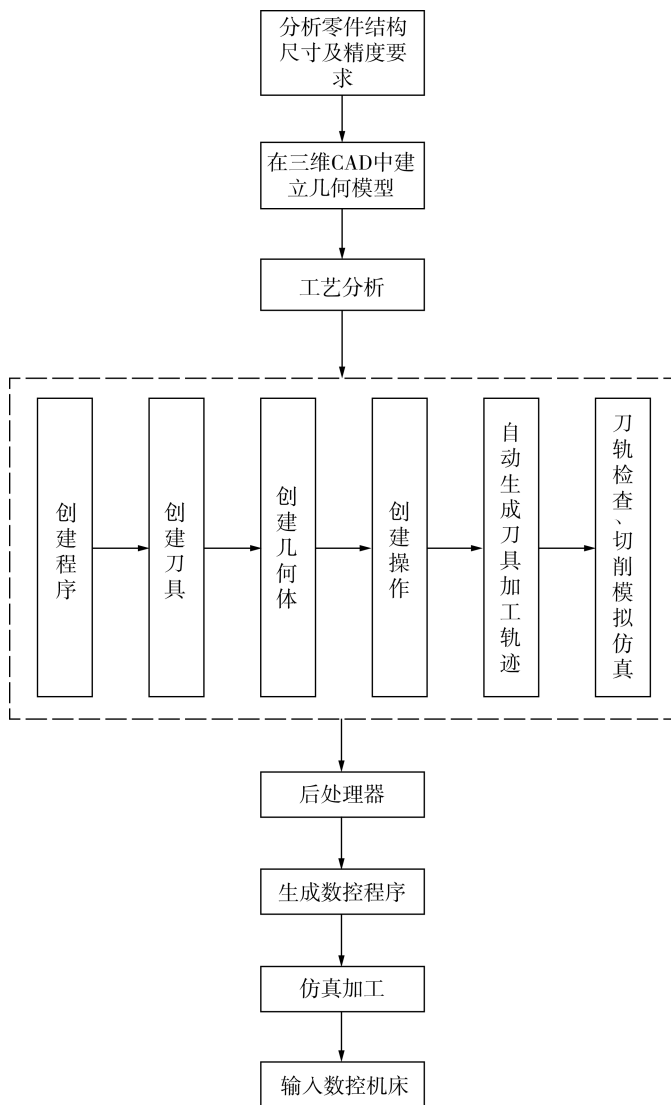 分析零件结构
尺寸及精度要
求
在三维CAD中建
立几何模型
工艺分析
创建程序
创建刀具
创建几何体
创建操作
自动生成刀具加工轨迹
刀轨检查、切削模拟仿真
后处理器
生成数控程序
仿真加工
输入数控机床